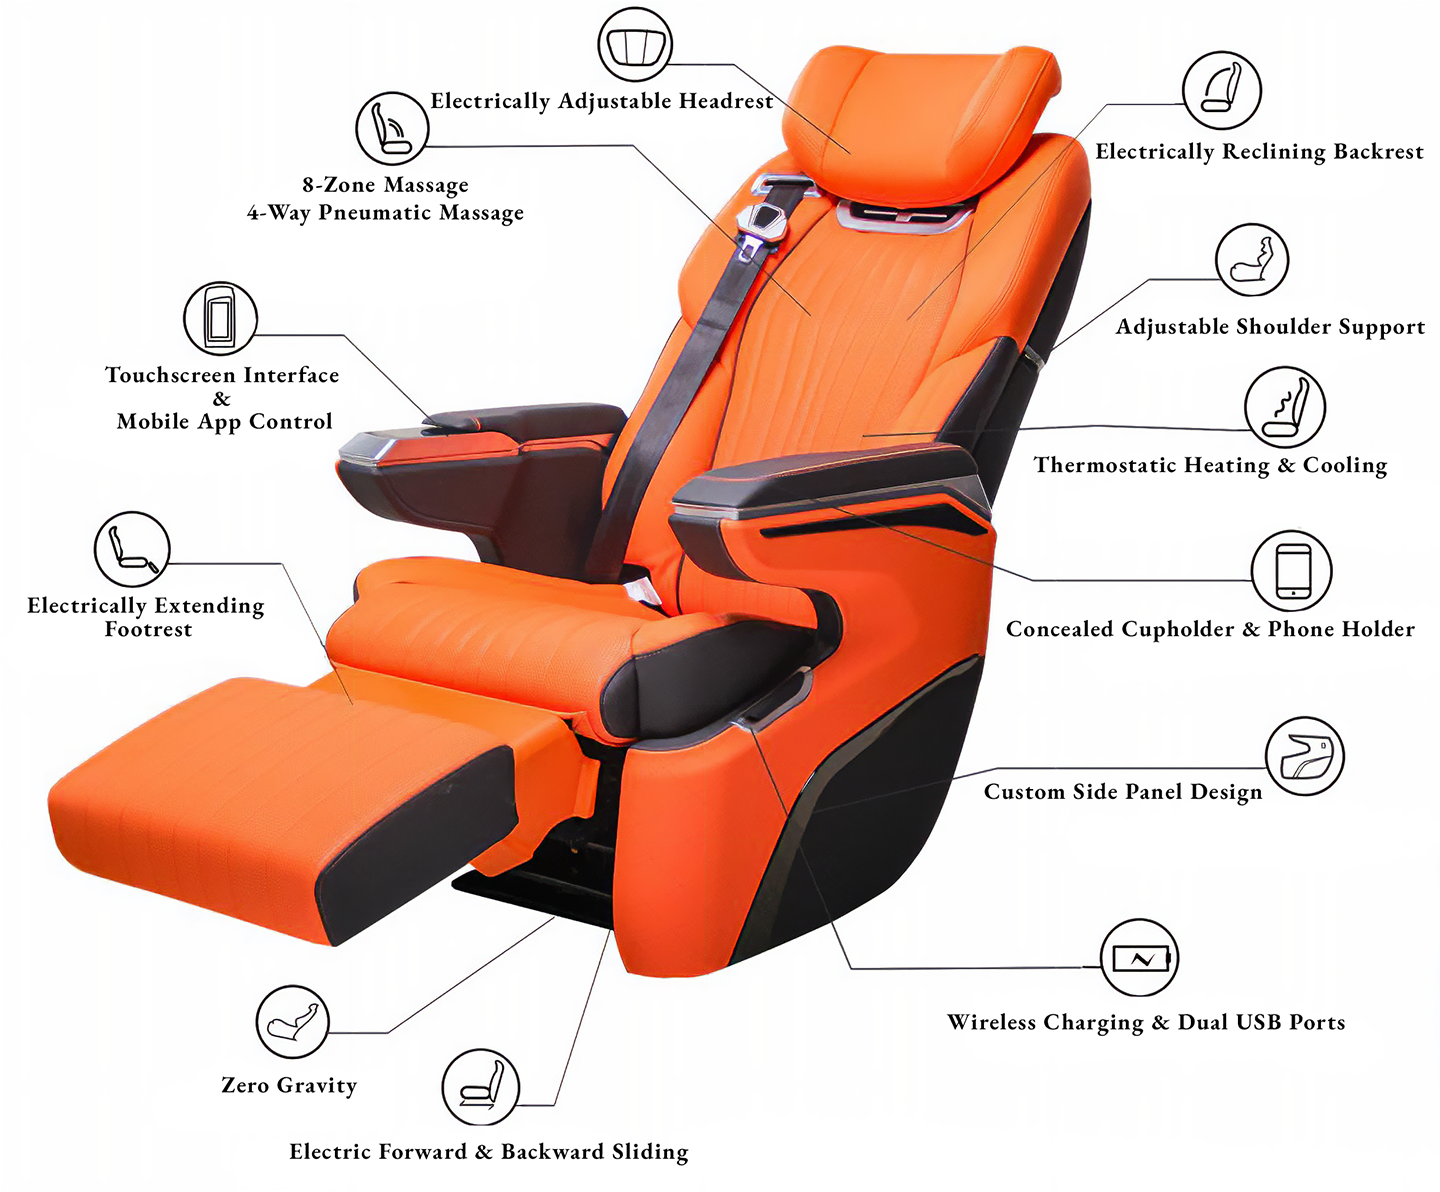 Electrically Adjustable Headrest
8-Zone Massage
4-Way Pneumatic Massage
Touchscreen Interface
&
Mobile App Control
Electrically Extending
Footrest
Zero Gravity
Electric Forward & Backward Sliding
Electrically Reclining Backrest
Adjustable Shoulder Support
Thermostatic Heating & Cooling
Concealed Cupholder & Phone Holder
Custom Side Panel Design
Wireless Charging & Dual USB Ports